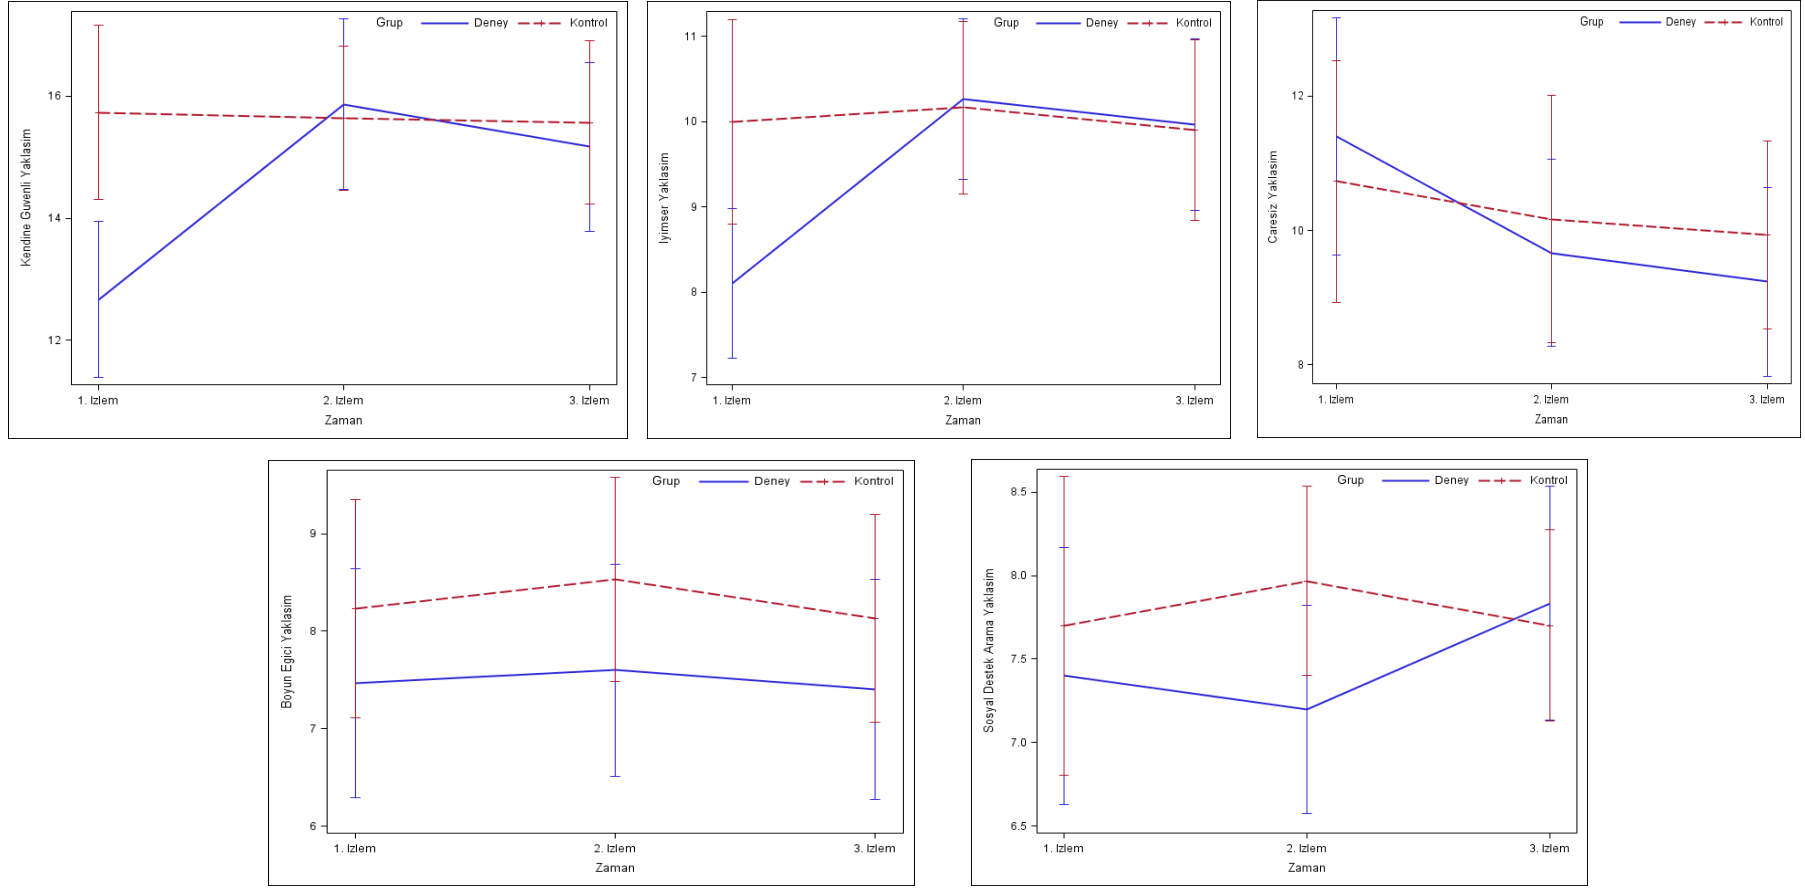 Grup Deney Kontrol
Kendine Guvenli Yaklasim
16
14
12
1. Izlem 2. Izlem 3. Izlem
Zaman
Grup Deney Kontrol
Iyimser Yaklasim
11
10
9
8
7
1. Izlem 2. Izlem 3. Izlem
Zaman
Grup Deney Kontrol
Caresiz Yaklasim
12
10
8
1. Izlem 2. Izlem 3. Izlem
Zaman
Grup Deney Kontrol
Boyun Egici Yaklasim
9
8
7
6
1. Izlem 2. Izlem 3. Izlem
Zaman
Grup Deney Kontrol
Sosyal Destek Arama Yaklasim
8.5
8.0
7.5
7.0
6.5
1. Izlem 2. Izlem 3. Izlem
Zaman